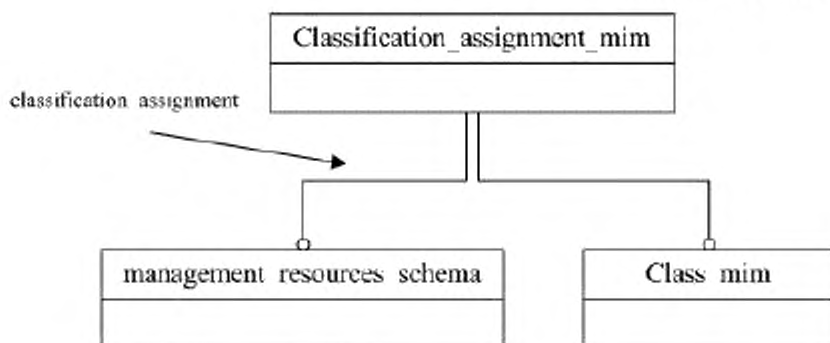 Classification_assignment_mim
classification assignment
management resources schema
Class mim